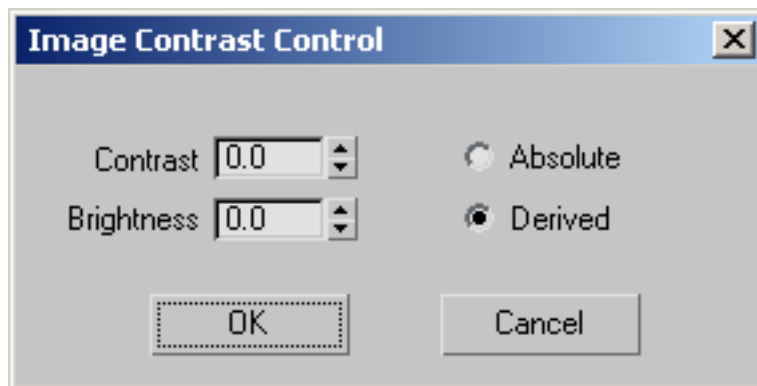 Image Contrast Control
Contrast 0.0 Absolute
Brightness 0.0 Derived
OK Cancel